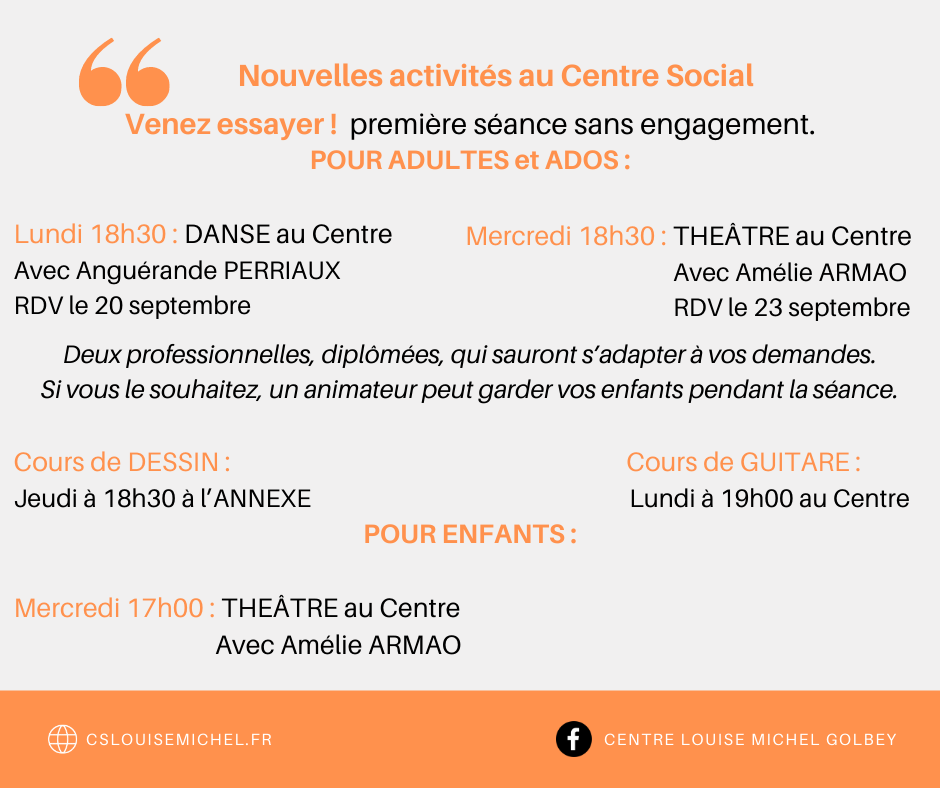 Nouvelles activités au Centre Social
Venez essayer ! première séance sans engagement.
POUR ADULTES et ADOS :
Lundi 18h30 : DANSE au Centre
Avec Anguérande PERRIAUX
RDV le 20 septembre
Mercredi 18h30 : THEÂTRE au Centre
Avec Amélie ARMAO
RDV le 23 septembre
Deux professionnelles, diplômées, qui sauront s’adapter à vos demandes.
Si vous le souhaitez, un animateur peut garder vos enfants pendant la séance.
Cours de DESSIN :
Jeudi à 18h30 à l’ANNEXE
Cours de GUITARE :
Lundi à 19h00 au Centre
POUR ENFANTS :
Mercredi 17h00 : THEÂTRE au Centre
Avec Amélie ARMAO
CSLOUISEMICHEL.FR
CENTRE LOUISE MICHEL GOLBEY